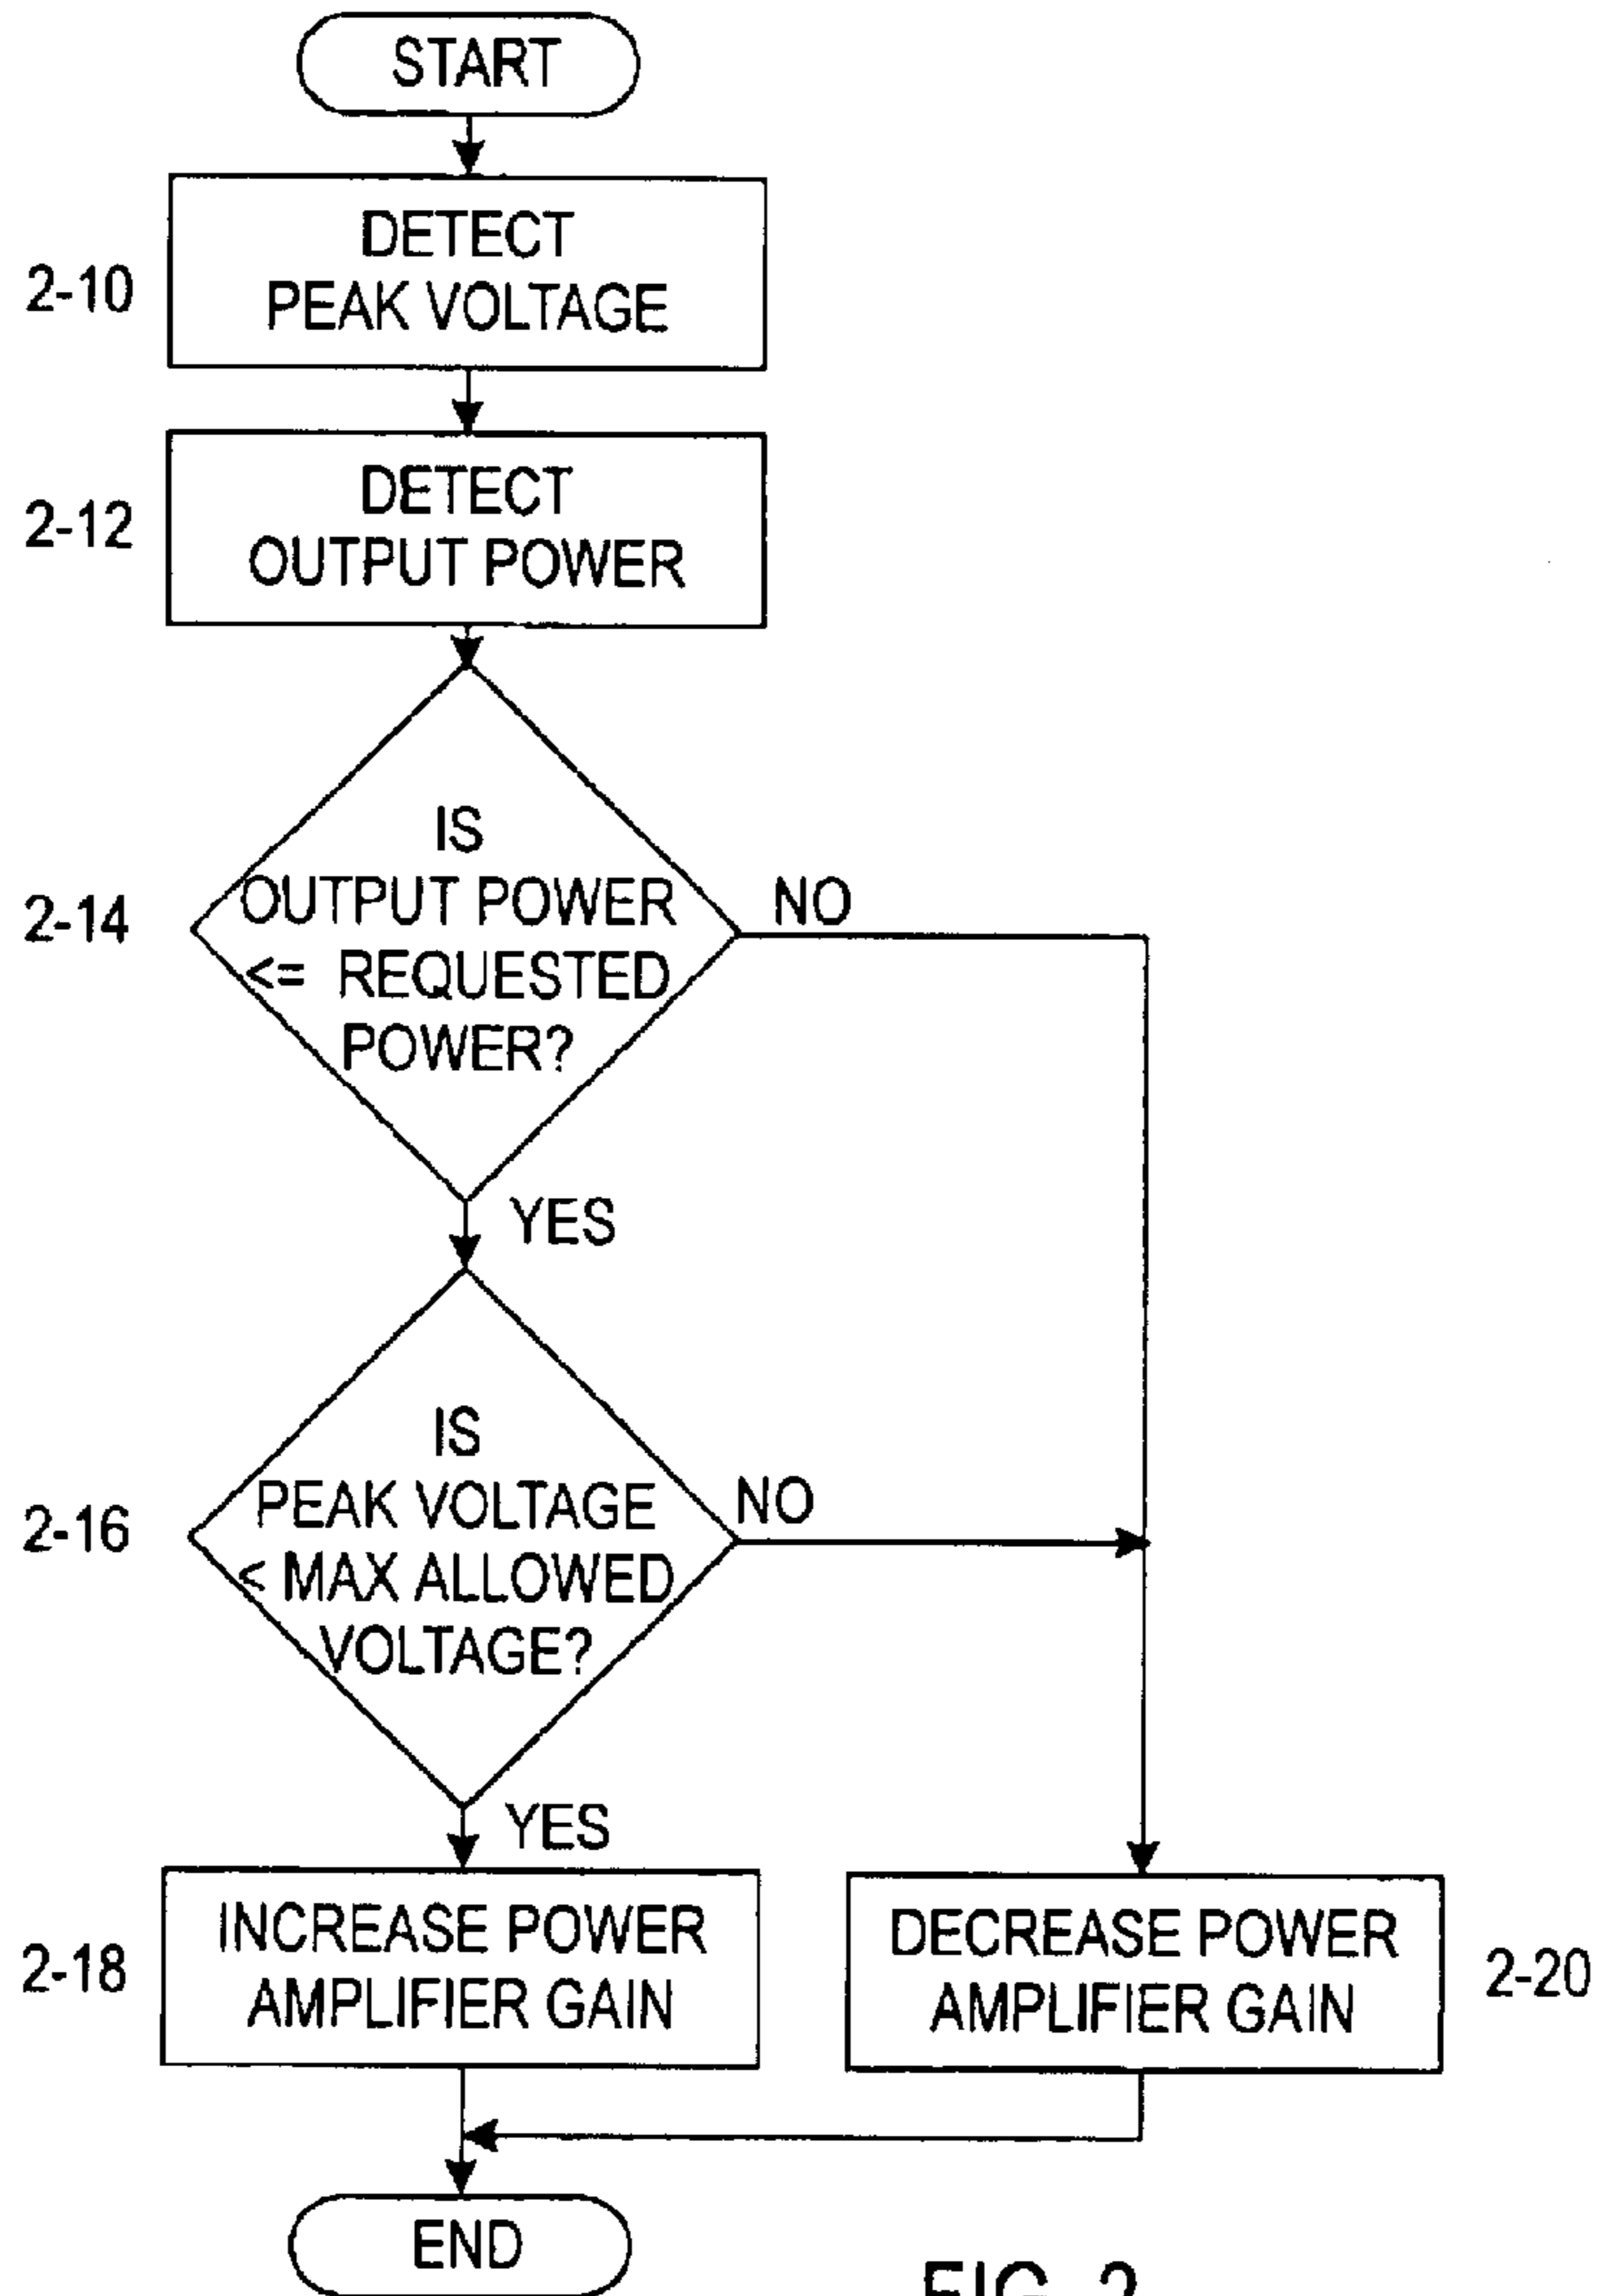 START
DETECT
PEAK VOLTAGE
2-10
DETECT
OUTPUT POWER
2-12
IS
OUTPUT POWER
<= REQUESTED
POWER?
2-14
NO
YES
IS
PEAK VOLTAGE
< MAX ALLOWED
VOLTAGE?
2-16
NO
YES
INCREASE POWER
AMPLIFIER GAIN
2-18
DECREASE POWER
AMPLIFIER GAIN
2-20
END
FIG. 2